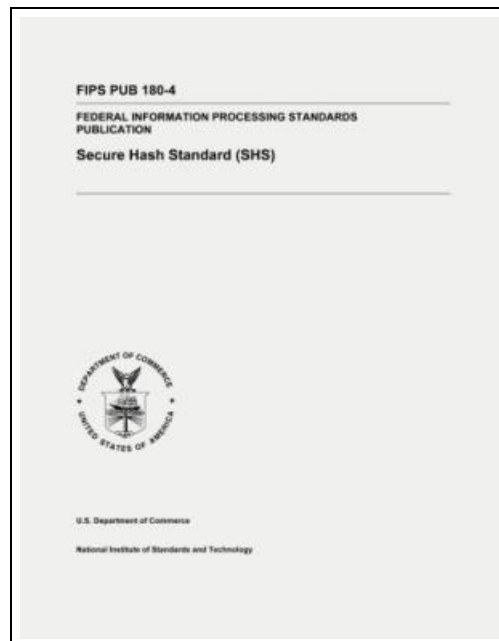 FIPS PUB 180-4
FEDERAL INFORMATION PROCESSING STANDARDS
PUBLICATION
Secure Hash Standard (SHS)
DEPARTMENT OF COMMERCE
UNITED STATES OF AMERICA
U.S. Department of Commerce
National Institute of Standards and Technology